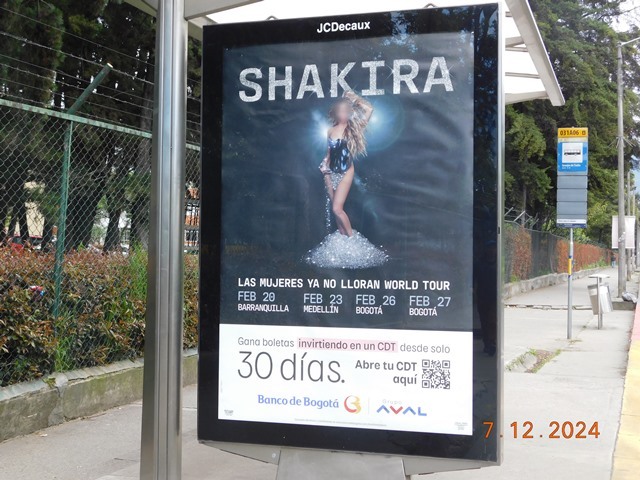 JCDecaux
SHAKIRA
LAS MUJERES YA NO LLORAN WORLD TOUR
FEB 20 FEB 23 FEB 26 FEB 27
BARRANQUILLA MEDELLÍN BOGOTÁ BOGOTÁ
Gana boletas invirtiendo en un CDT desde solo
30 días.
Abre tu CDT
aquí
Banco de Bogotá
Grupo
AVAL
031A06
7.12.2024